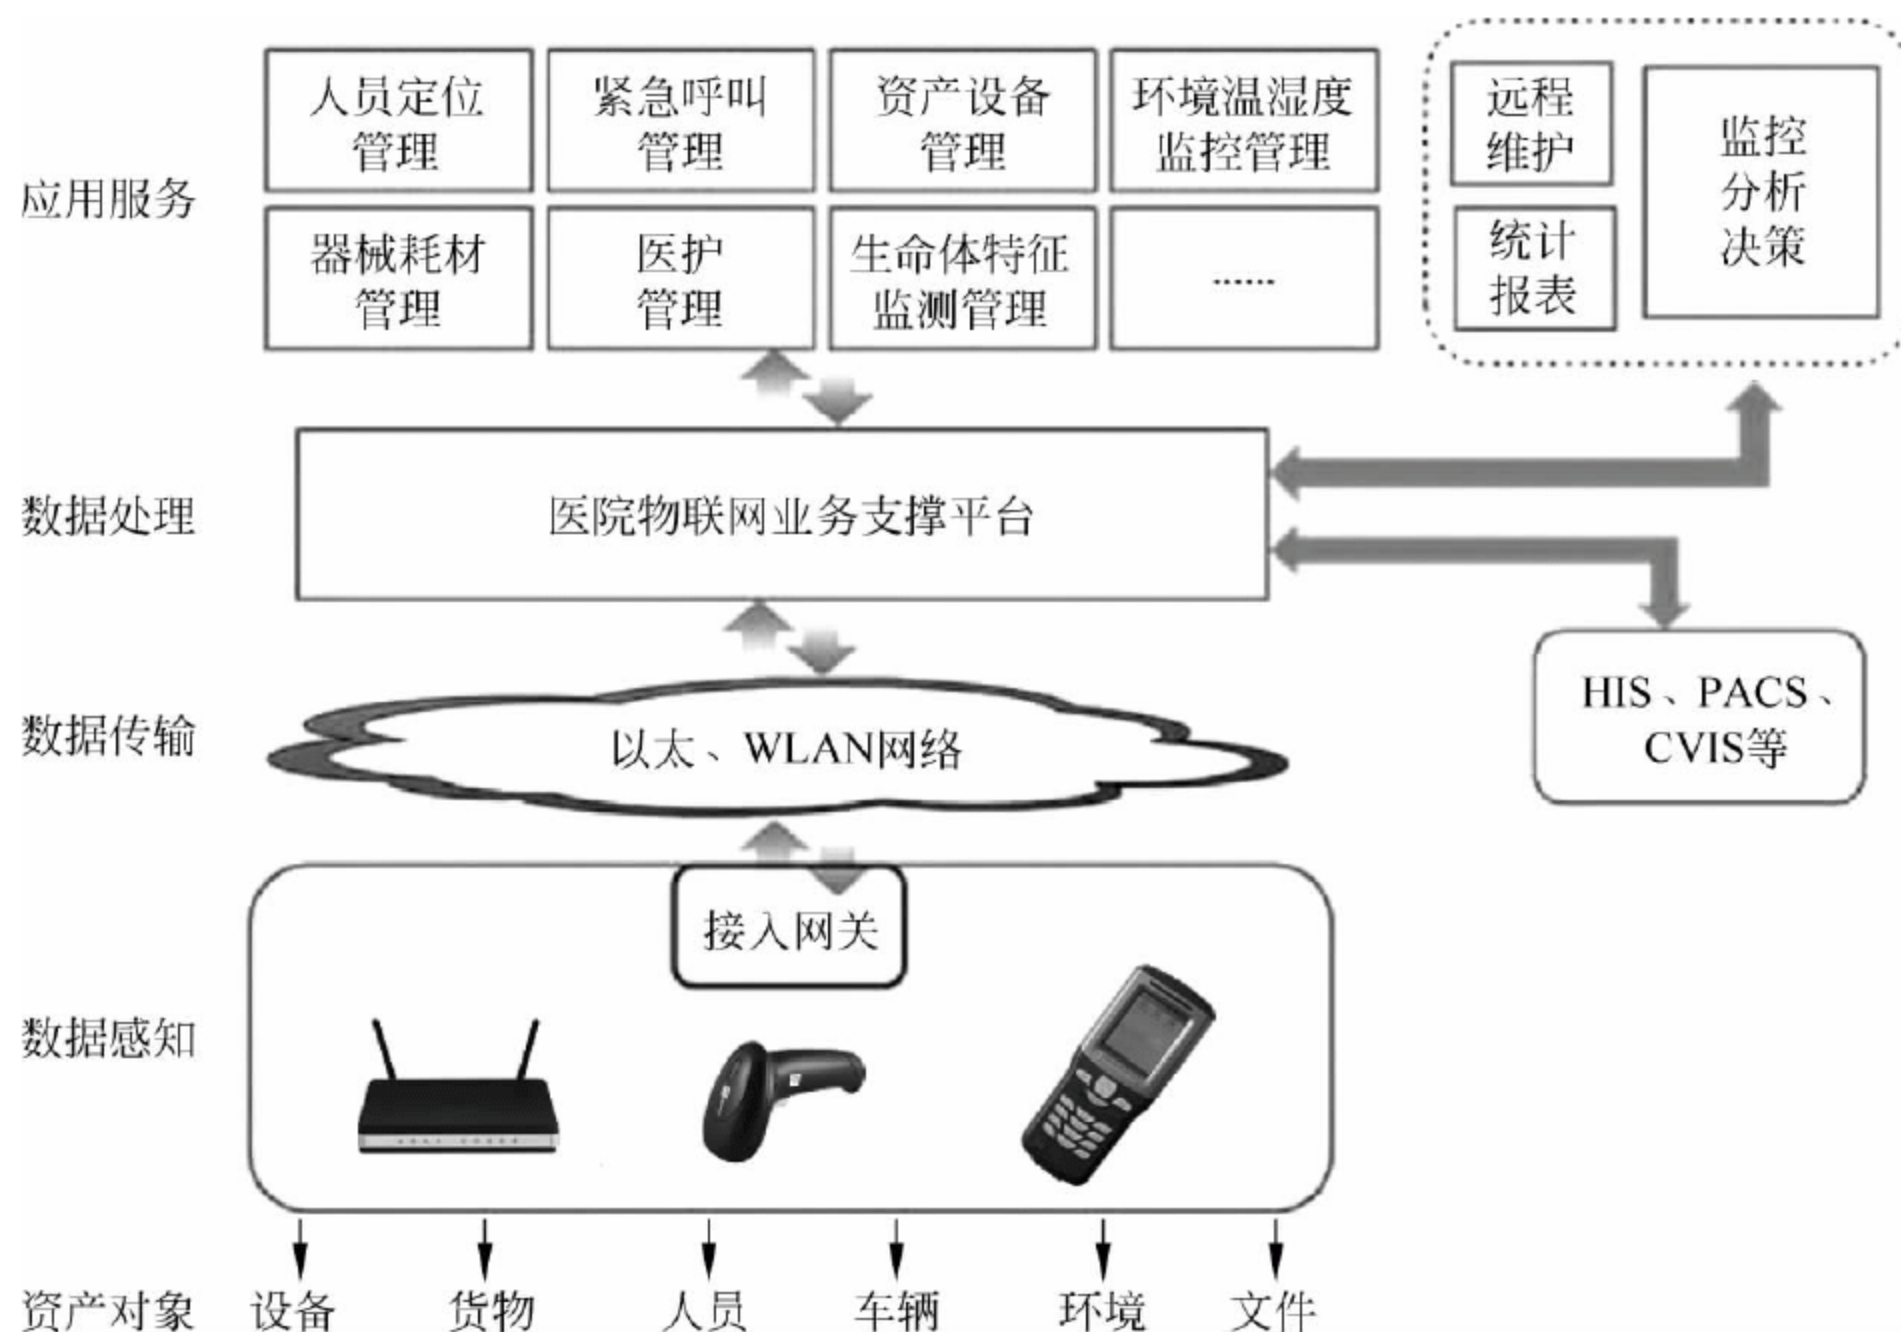 人员定位
管理
紧急呼叫
管理
资产设备
管理
环境温湿度
监控管理
远程
维护
监控
分析
决策
应用服务
器械耗材
管理
医护
管理
生命体特征
监测管理
······
统计
报表
数据处理
医院物联网业务支撑平台
数据传输
以太、WLAN网络
HIS、PACS、
CVIS等
接入网关
数据感知
资产对象
设备
货物
人员
车辆
环境
文件